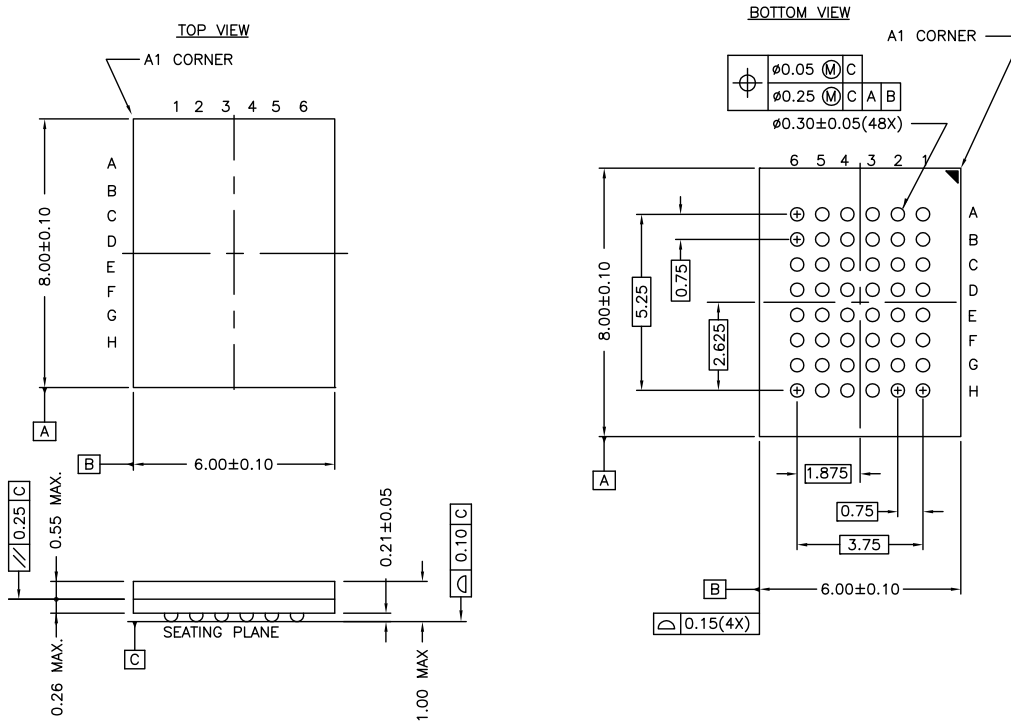 TOP VIEW
A1 CORNER
1 2 3 4 5 6
A
B
C
D
E
F
G
H
8.00±0.10
A
B
6.00±0.10
// 0.25 C
0.55 MAX.
0.26 MAX.
0.21±0.05
⌓ 0.10 C
1.00 MAX
SEATING PLANE
C
BOTTOM VIEW
A1 CORNER
⌖ ⌀0.05 Ⓜ C
⌀0.25 Ⓜ C A B
⌀0.30±0.05(48X)
6 5 4 3 2 1
A
B
C
D
E
F
G
H
8.00±0.10
5.25
0.75
2.625
A
1.875
0.75
3.75
B
6.00±0.10
⌓ 0.15(4X)